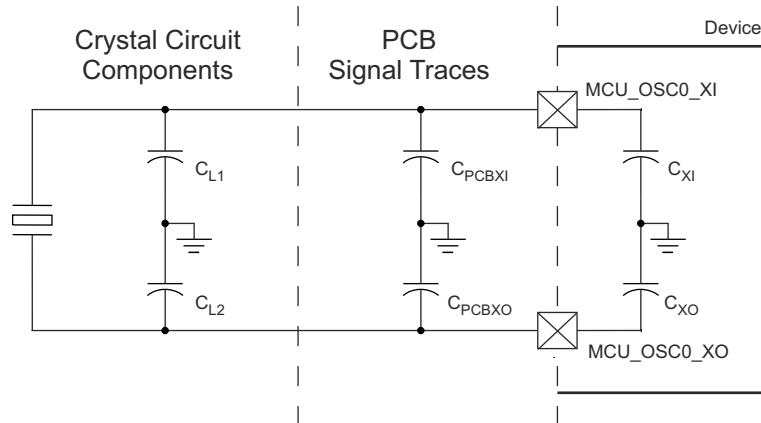 Crystal Circuit
Components
PCB
Signal Traces
Device
MCU_OSC0_XI
CL1
CPCBXI
CXI
CL2
CPCBXO
CXO
MCU_OSC0_XO